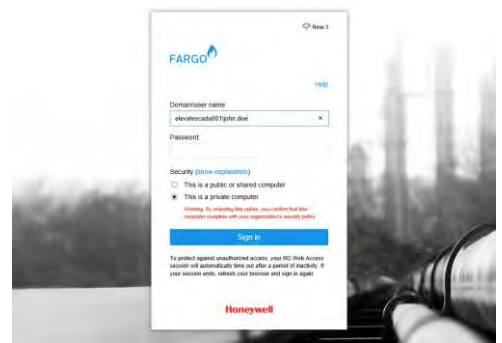 News 3
FARGO
Help
Domain\user name:
elevatescada001\john.doe
Password:
Security (show explanation)
This is a public or shared computer
This is a private computer
Warning: By selecting this option, you confirm that this
computer complies with your organization's security policy.
Sign in
To protect against unauthorized access, your RD Web Access
session will automatically time out after a period of inactivity. If
your session ends, refresh your browser and sign in again.
Honeywell